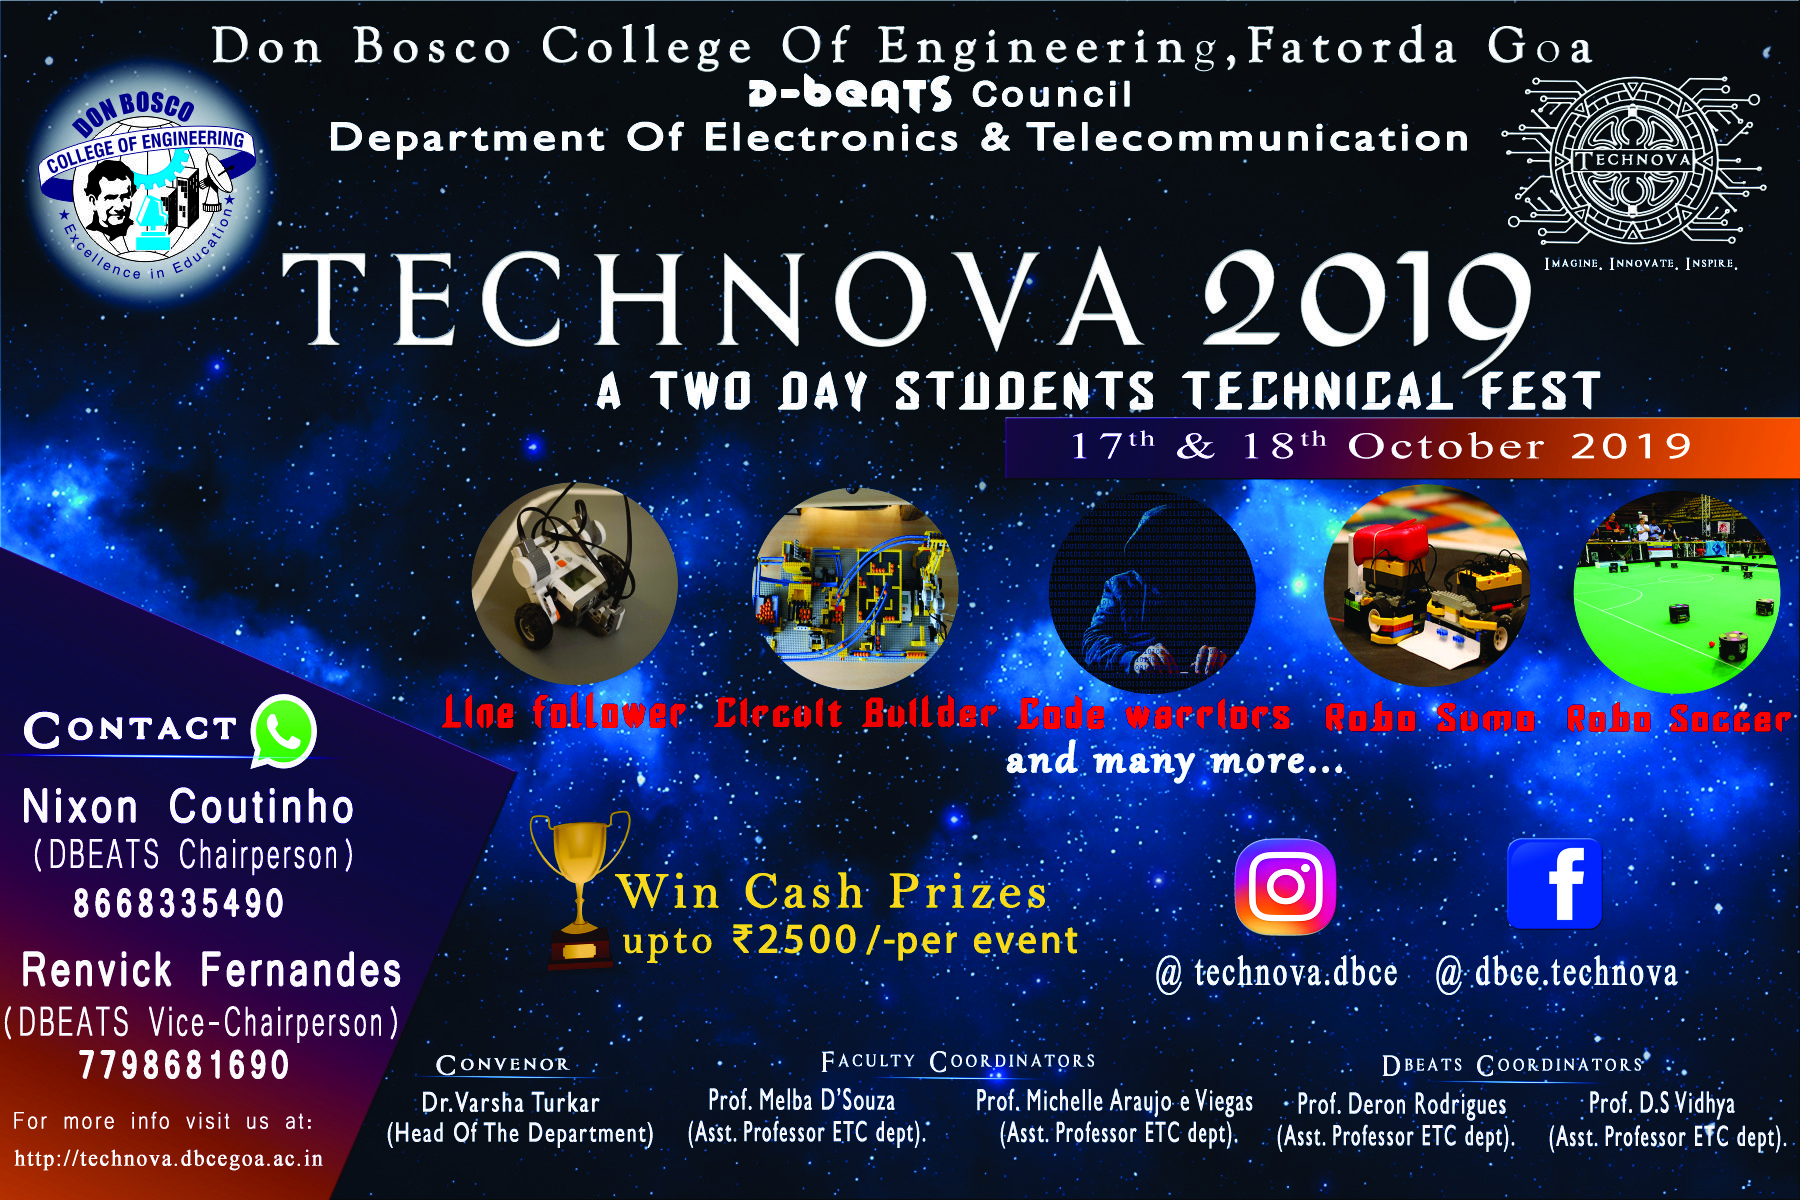 Don Bosco College Of Engineering,Fatorda Goa
D-beATS Council
Department Of Electronics & Telecommunication
DON BOSCO
COLLEGE OF ENGINEERING
★ Excellence in Education ★
TECHNOVA
IMAGINE. INNOVATE. INSPIRE.
TECHNOVA 2019
A TWO DAY STUDENTS TECHNICAL FEST
17th & 18th October 2019
Line follower
Circuit Builder
Code warriors
Robo Sumo
Robo Soccer
and many more...
CONTACT
Nixon Coutinho
(DBEATS Chairperson)
8668335490
Renvick Fernandes
(DBEATS Vice-Chairperson)
7798681690
For more info visit us at:
http://technova.dbcegoa.ac.in
Win Cash Prizes
upto ₹2500/-per event
@ technova.dbce
@ dbce.technova
CONVENOR
Dr.Varsha Turkar
(Head Of The Department)
FACULTY COORDINATORS
Prof. Melba D'Souza
(Asst. Professor ETC dept).
Prof. Michelle Araujo e Viegas
(Asst. Professor ETC dept).
DBEATS COORDINATORS
Prof. Deron Rodrigues
(Asst. Professor ETC dept).
Prof. D.S Vidhya
(Asst. Professor ETC dept).